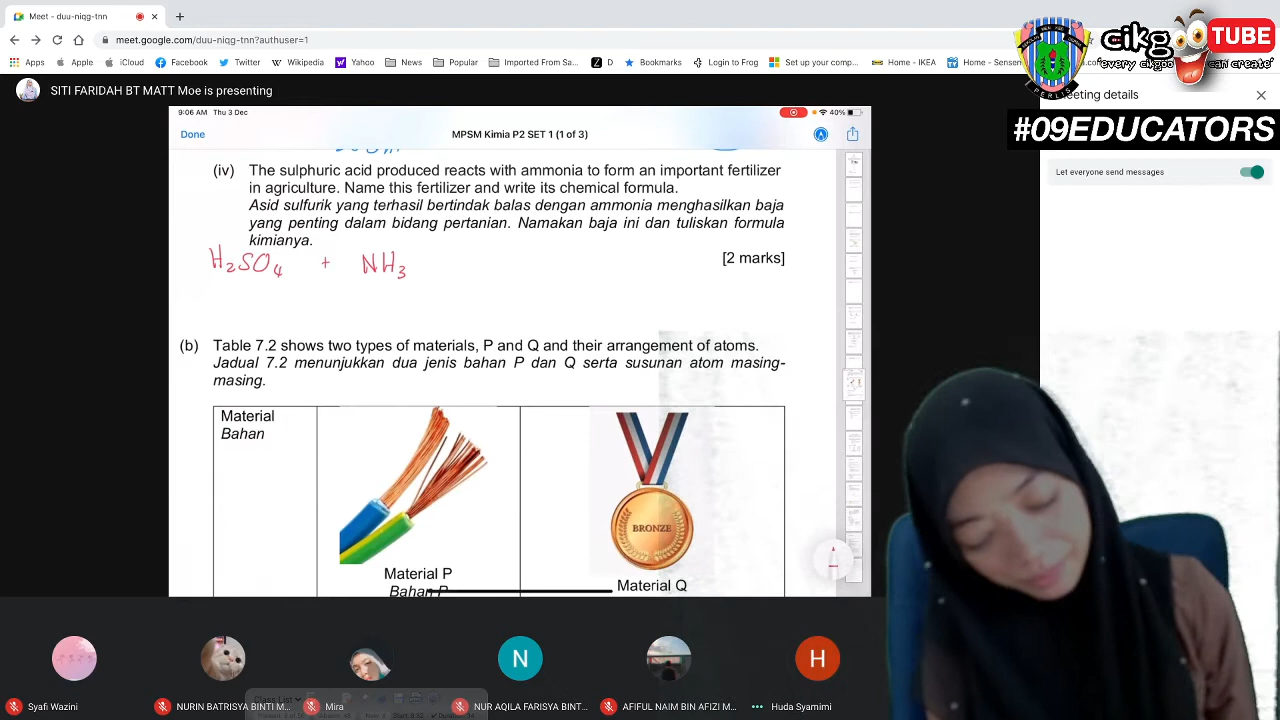 Meet - duu-niqg-tnn
meet.google.com/duu-niqg-tnn?authuser=1
Apps Apple iCloud Facebook Twitter Wikipedia Yahoo News Popular Imported From Sa... Z D Bookmarks Login to Frog Set up your comp... Home - IKEA Home - Sensen
cikg
TUBE
'every cikgoo can create'
PERLIS
SITI FARIDAH BT MATT Moe is presenting
eeting details
#09EDUCATORS
Let everyone send messages
9:06 AM Thu 3 Dec
40%
Done
MPSM Kimia P2 SET 1 (1 of 3)
(iv) The sulphuric acid produced reacts with ammonia to form an important fertilizer
in agriculture. Name this fertilizer and write its chemical formula.
Asid sulfurik yang terhasil bertindak balas dengan ammonia menghasilkan baja
yang penting dalam bidang pertanian. Namakan baja ini dan tuliskan formula
kimianya.
[2 marks]
H₂SO₄ + NH₃
(b) Table 7.2 shows two types of materials, P and Q and their arrangement of atoms.
Jadual 7.2 menunjukkan dua jenis bahan P dan Q serta susunan atom masing-
masing.
Material
Bahan
BRONZE
Material P
Bahan P
Material Q
N
H
Syafi Wazini
NURIN BATRISYA BINTI M...
Mira
NUR AQILA FARISYA BINT...
AFIFUL NAIM BIN AFIZI M...
Huda Syamimi